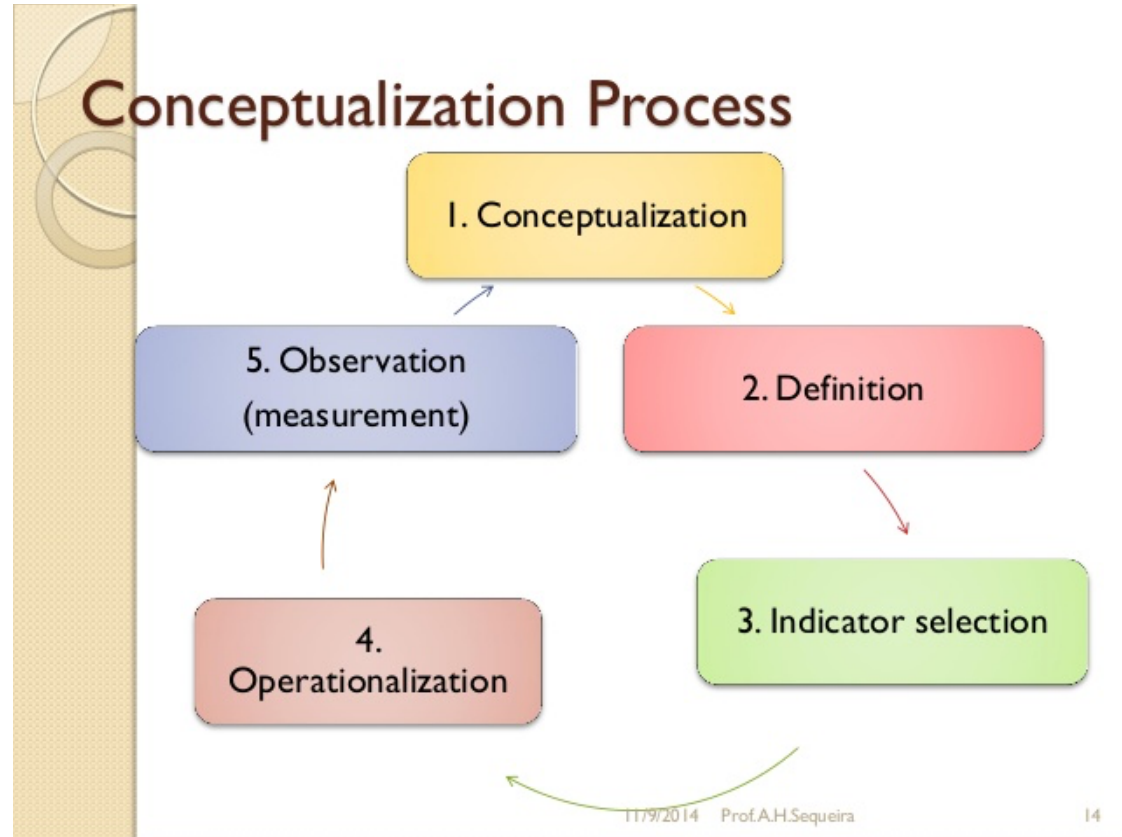 Conceptualization Process
1. Conceptualization
2. Definition
3. Indicator selection
4.
Operationalization
5. Observation
(measurement)
11/9/2014 Prof.A.H.Sequeira 14